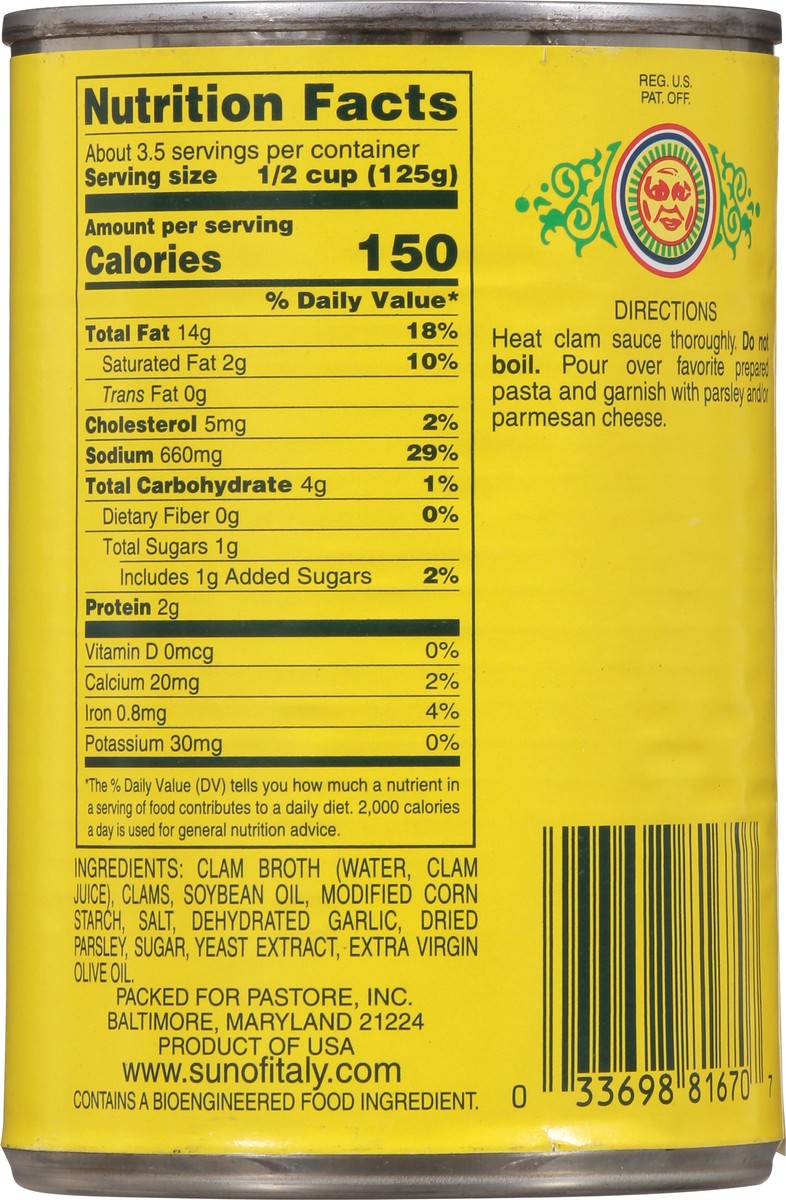 Nutrition Facts
About 3.5 servings per container
Serving size 1/2 cup (125g)
Amount per serving
Calories 150
% Daily Value*
Total Fat 14g 18%
Saturated Fat 2g 10%
Trans Fat 0g
Cholesterol 5mg 2%
Sodium 660mg 29%
Total Carbohydrate 4g 1%
Dietary Fiber 0g 0%
Total Sugars 1g
Includes 1g Added Sugars 2%
Protein 2g
Vitamin D 0mcg 0%
Calcium 20mg 2%
Iron 0.8mg 4%
Potassium 30mg 0%
*The % Daily Value (DV) tells you how much a nutrient in
a serving of food contributes to a daily diet. 2,000 calories
a day is used for general nutrition advice.
INGREDIENTS: CLAM BROTH (WATER, CLAM
JUICE), CLAMS, SOYBEAN OIL, MODIFIED CORN
STARCH, SALT, DEHYDRATED GARLIC, DRIED
PARSLEY, SUGAR, YEAST EXTRACT, EXTRA VIRGIN
OLIVE OIL.
PACKED FOR PASTORE, INC.
BALTIMORE, MARYLAND 21224
PRODUCT OF USA
www.sunofitaly.com
CONTAINS A BIOENGINEERED FOOD INGREDIENT.
REG. U.S.
PAT. OFF.
DIRECTIONS
Heat clam sauce thoroughly. Do not
boil. Pour over favorite prepared
pasta and garnish with parsley and/or
parmesan cheese.
0 33698 81670 7